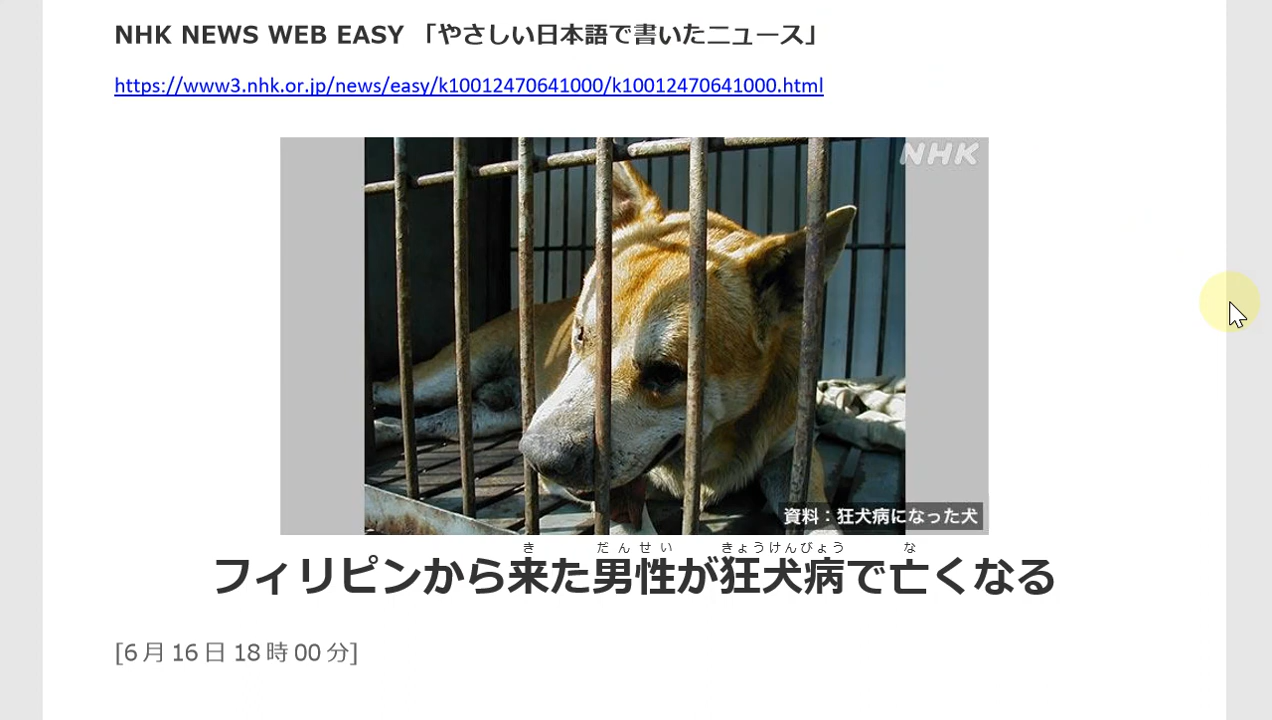 NHK NEWS WEB EASY 「やさしい日本語で書いたニュース」
https://www3.nhk.or.jp/news/easy/k10012470641000/k10012470641000.html
NHK
資料：狂犬病になった犬
き だんせい きょうけんびょう な
フィリピンから来た男性が狂犬病で亡くなる
[6月16日 18時00分]